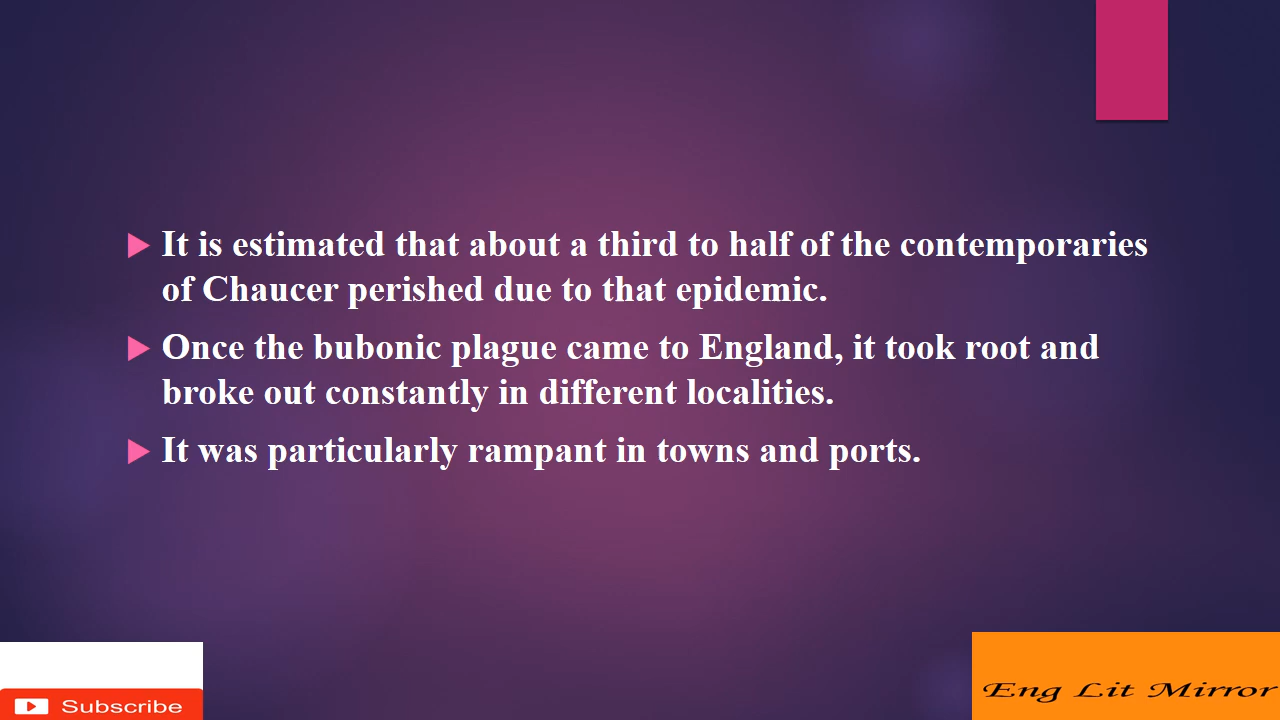 It is estimated that about a third to half of the contemporaries
of Chaucer perished due to that epidemic.
Once the bubonic plague came to England, it took root and
broke out constantly in different localities.
It was particularly rampant in towns and ports.
Subscribe
Eng Lit Mirror